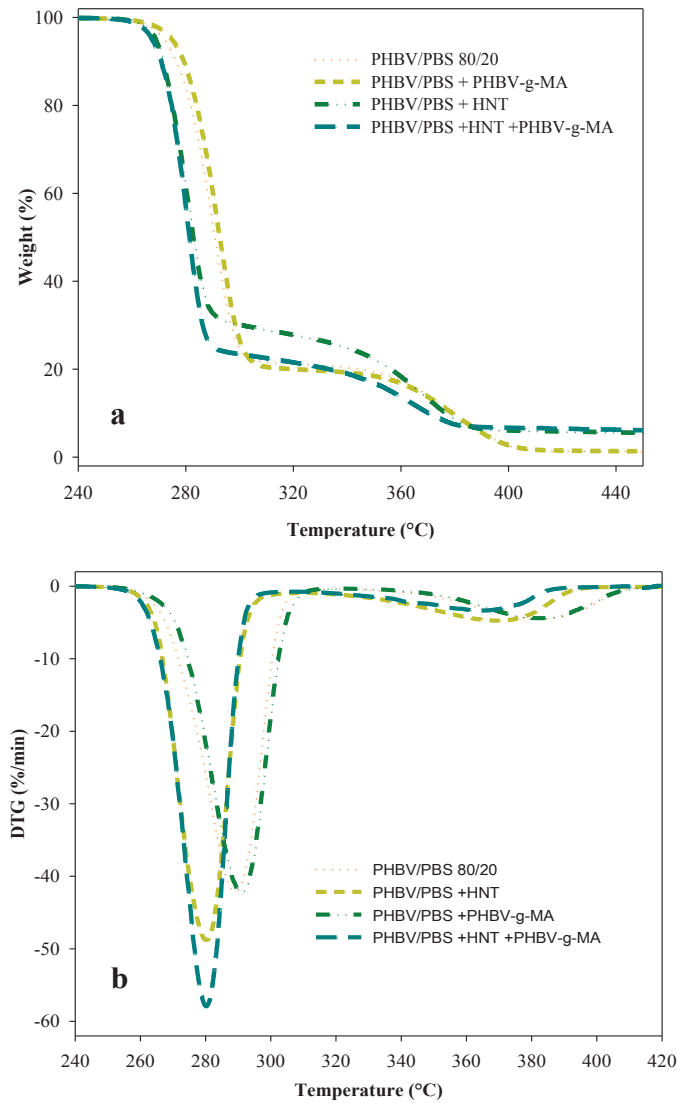 100
80
60
40
20
0
Weight (%)
PHBV/PBS 80/20
PHBV/PBS + PHBV-g-MA
PHBV/PBS + HNT
PHBV/PBS +HNT +PHBV-g-MA
a
240 280 320 360 400 440
Temperature (°C)
0
-10
-20
-30
-40
-50
-60
DTG (%/min)
PHBV/PBS 80/20
PHBV/PBS +HNT
PHBV/PBS +PHBV-g-MA
PHBV/PBS +HNT +PHBV-g-MA
b
240 260 280 300 320 340 360 380 400 420
Temperature (°C)